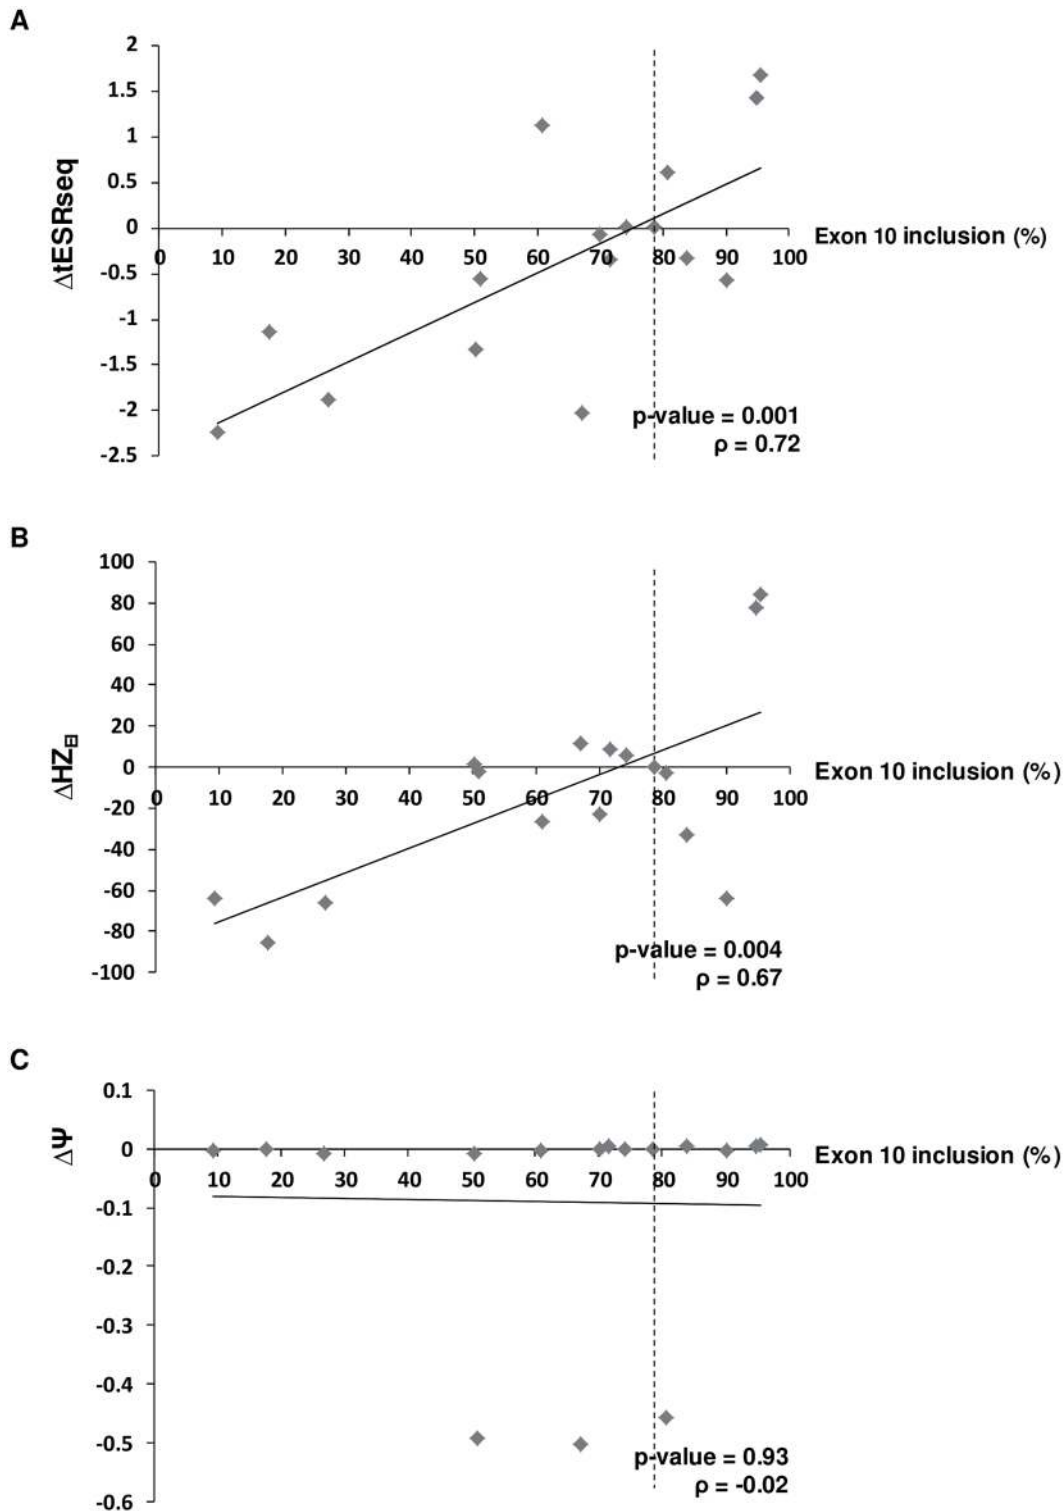 A
2
1.5
1
0.5
0
-0.5
-1
-1.5
-2
-2.5
ΔtESRseq
0 10 20 30 40 50 60 70 80 90 100
Exon 10 inclusion (%)
p-value = 0.001
ρ = 0.72
B
100
80
60
40
20
0
-20
-40
-60
-80
-100
ΔHZEI
0 10 20 30 40 50 60 70 80 90 100
Exon 10 inclusion (%)
p-value = 0.004
ρ = 0.67
C
0.1
0
-0.1
-0.2
-0.3
-0.4
-0.5
-0.6
ΔΨ
0 10 20 30 40 50 60 70 80 90 100
Exon 10 inclusion (%)
p-value = 0.93
ρ = -0.02